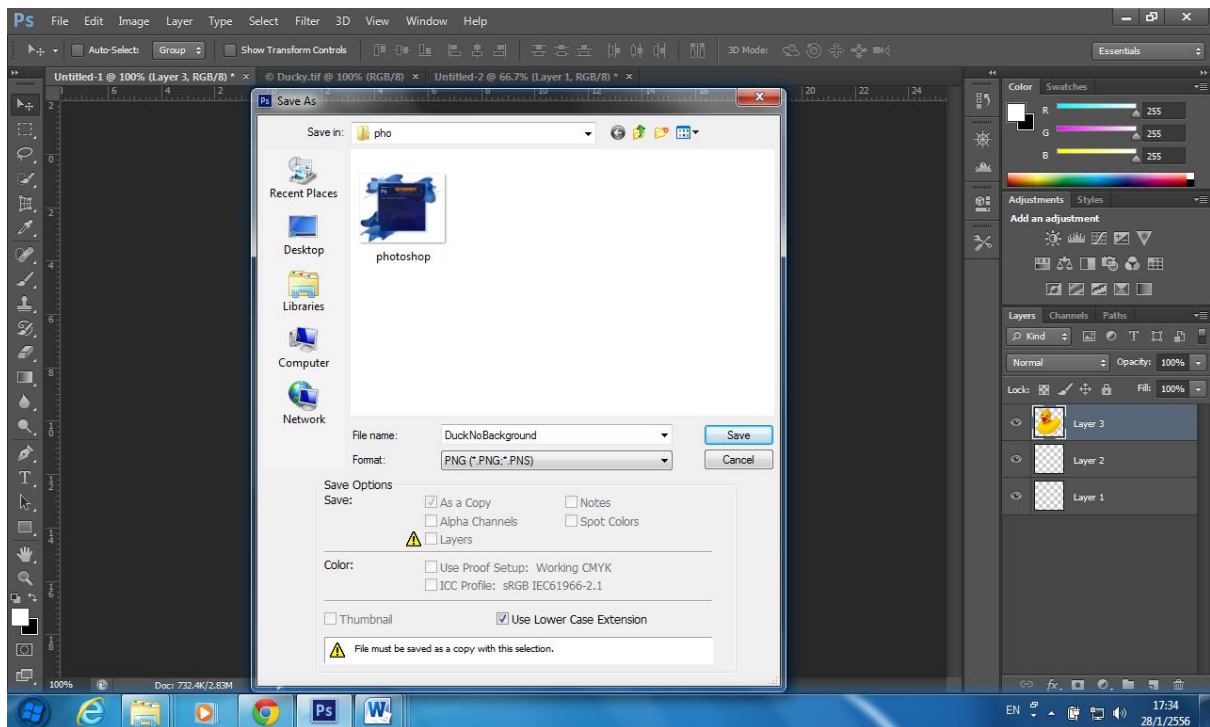 Ps File Edit Image Layer Type Select Filter 3D View Window Help
Auto-Select: Group Show Transform Controls 3D Mode: Essentials
Untitled-1 @ 100% (Layer 3, RGB/8) * × © Ducky.tif @ 100% (RGB/8) × Untitled-2 @ 66.7% (Layer 1, RGB/8) * ×
Ps Save As
Save in: pho
Recent Places
Desktop
Libraries
Computer
Network
photoshop
File name: DuckNoBackground Save
Format: PNG (*.PNG;*.PNS) Cancel
Save Options
Save: As a Copy Notes
Alpha Channels Spot Colors
Layers
Color: Use Proof Setup: Working CMYK
ICC Profile: sRGB IEC61966-2.1
Thumbnail Use Lower Case Extension
File must be saved as a copy with this selection.
Color Swatches
R 255
G 255
B 255
Adjustments Styles
Add an adjustment
Layers Channels Paths
Kind
Normal Opacity: 100%
Lock: Fill: 100%
Layer 3
Layer 2
Layer 1
100% Doc: 732.4K/2.83M
Ps W
EN 17:34
28/1/2556